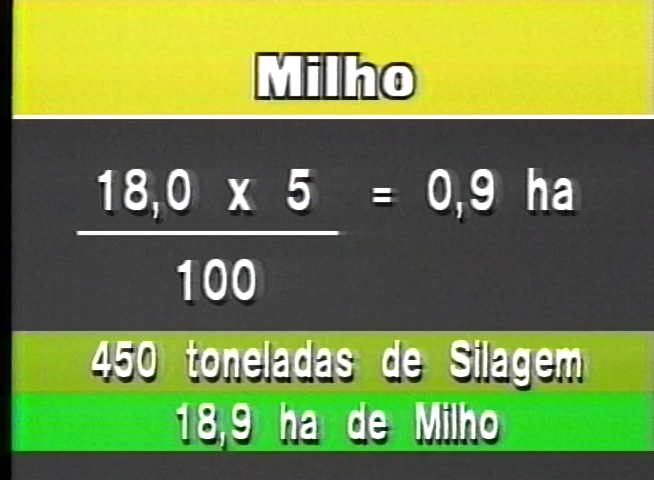 Milho
18,0 x 5 = 0,9 ha
100
450 toneladas de Silagem
18,9 ha de Milho